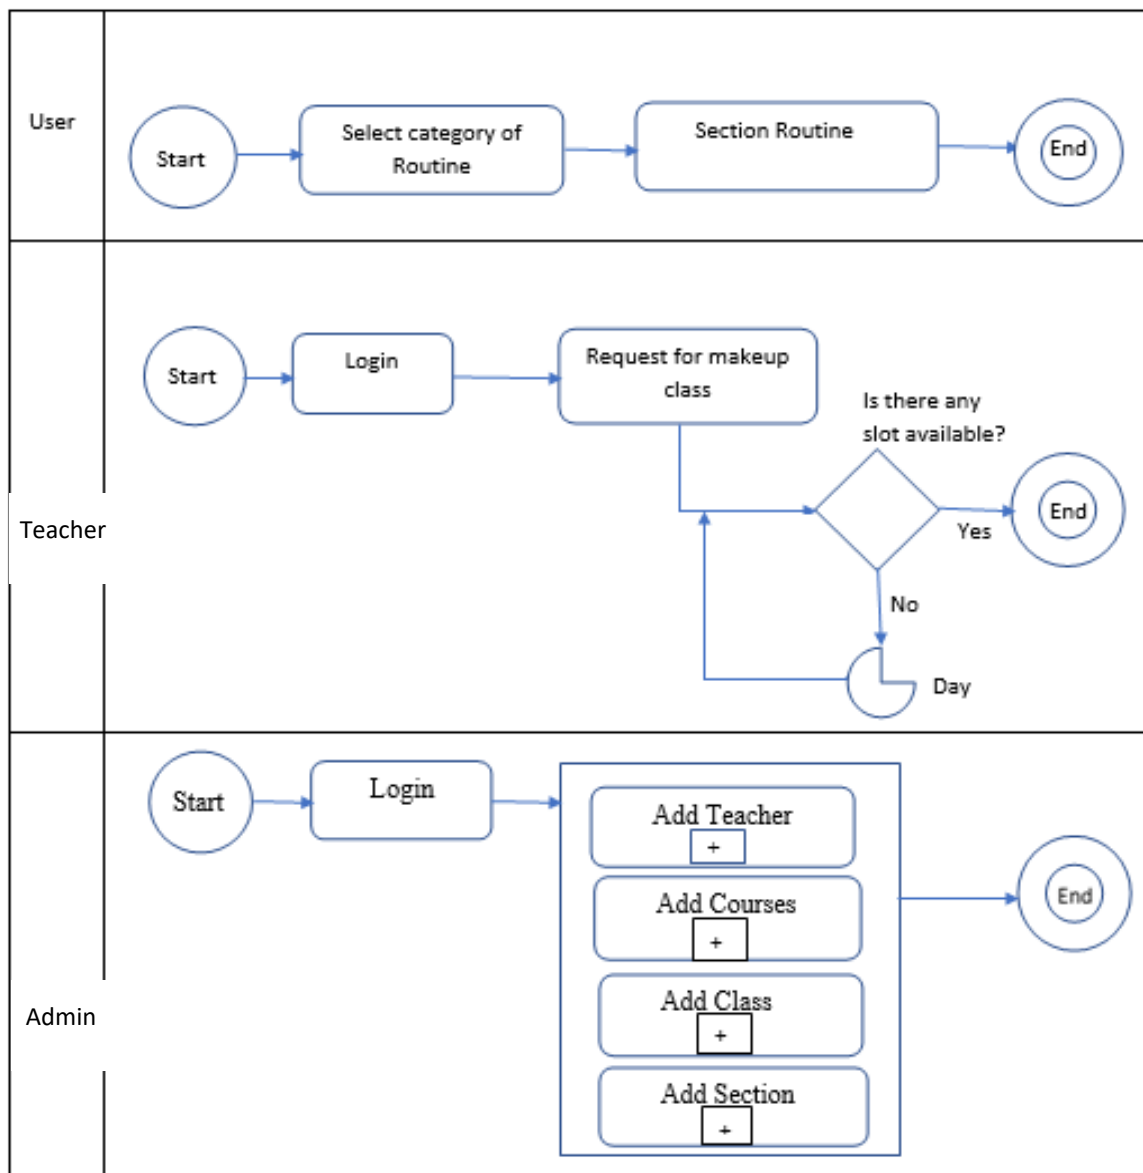 User
Start
Select category of
Routine
Section Routine
End
Teacher
Start
Login
Request for makeup
class
Is there any
slot available?
Yes
End
No
Day
Admin
Start
Login
Add Teacher
+
Add Courses
+
Add Class
+
Add Section
+
End